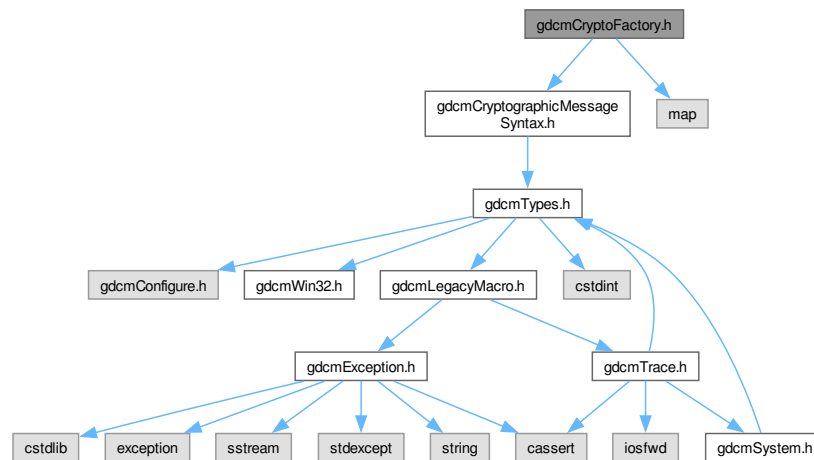 gdcmCryptoFactory.h
gdcmCryptographicMessage
Syntax.h
map
gdcmTypes.h
gdcmConfigure.h
gdcmWin32.h
gdcmLegacyMacro.h
cstdint
gdcmException.h
gdcmTrace.h
cstdlib
exception
sstream
stdexcept
string
cassert
iosfwd
gdcmSystem.h